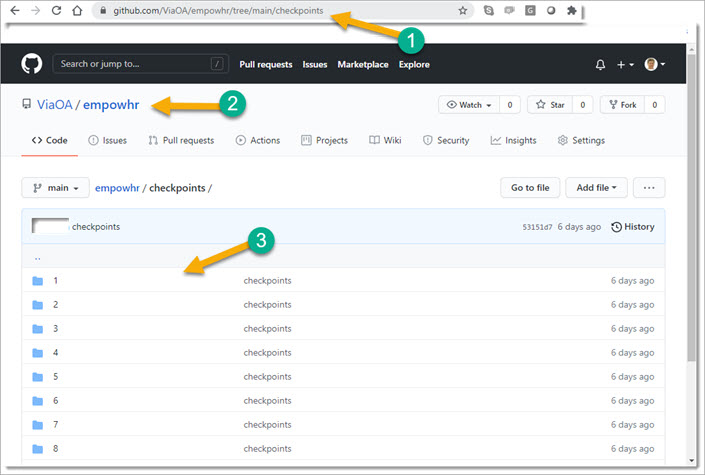 github.com/ViaOA/empowhr/tree/main/checkpoints
1
Search or jump to... / Pull requests Issues Marketplace Explore
ViaOA / empowhr 2 Watch 0 Star 0 Fork 0
Code Issues Pull requests Actions Projects Wiki Security Insights Settings
main empowhr / checkpoints / Go to file Add file ...
checkpoints 53151d7 6 days ago History
3
..
1 checkpoints 6 days ago
2 checkpoints 6 days ago
3 checkpoints 6 days ago
4 checkpoints 6 days ago
5 checkpoints 6 days ago
6 checkpoints 6 days ago
7 checkpoints 6 days ago
8 checkpoints 6 days ago